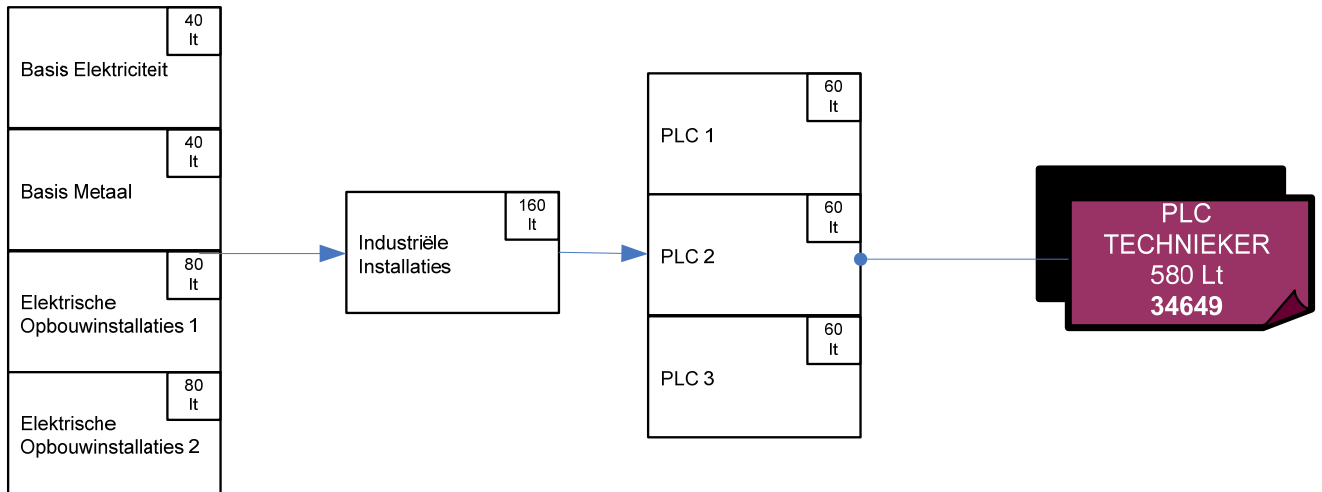 40
lt
Basis Elektriciteit
40
lt
Basis Metaal
80
lt
Elektrische
Opbouwinstallaties 1
80
lt
Elektrische
Opbouwinstallaties 2
160
lt
Industriële
Installaties
60
lt
PLC 1
60
lt
PLC 2
60
lt
PLC 3
PLC
TECHNIEKER
580 Lt
34649